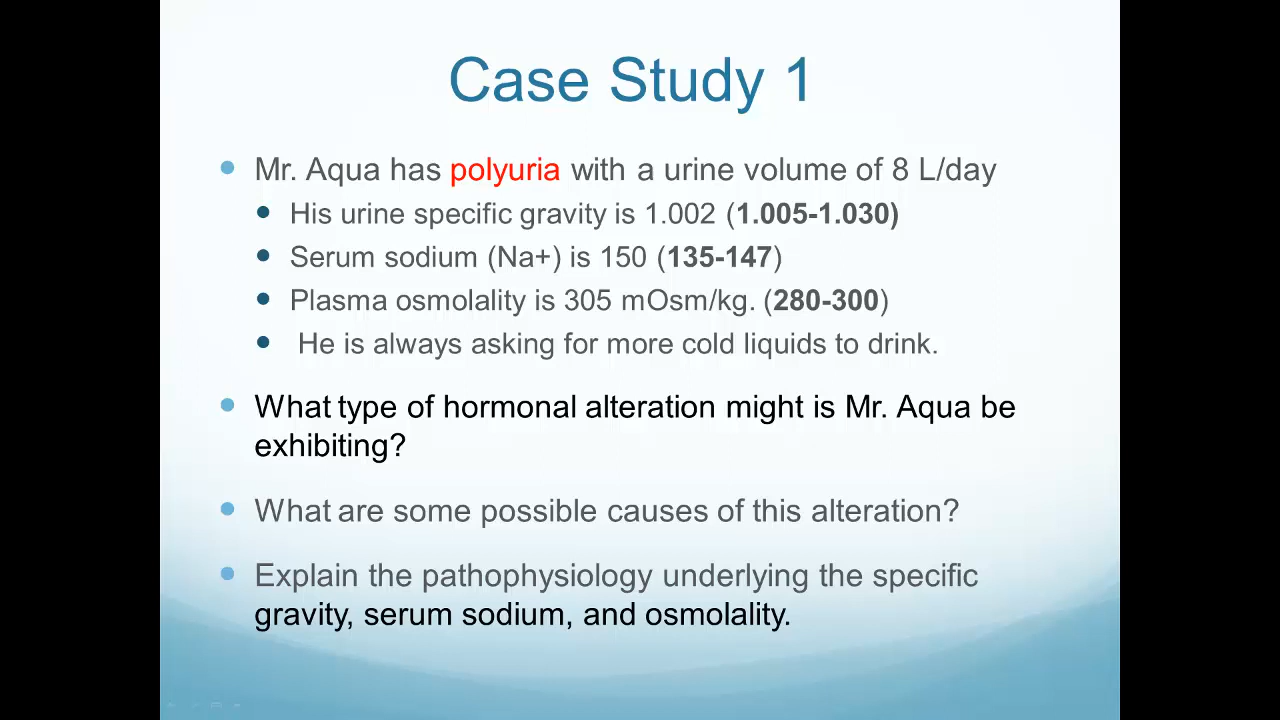 Case Study 1
• Mr. Aqua has polyuria with a urine volume of 8 L/day
• His urine specific gravity is 1.002 (1.005-1.030)
• Serum sodium (Na+) is 150 (135-147)
• Plasma osmolality is 305 mOsm/kg. (280-300)
• He is always asking for more cold liquids to drink.
• What type of hormonal alteration might is Mr. Aqua be
exhibiting?
• What are some possible causes of this alteration?
• Explain the pathophysiology underlying the specific
gravity, serum sodium, and osmolality.